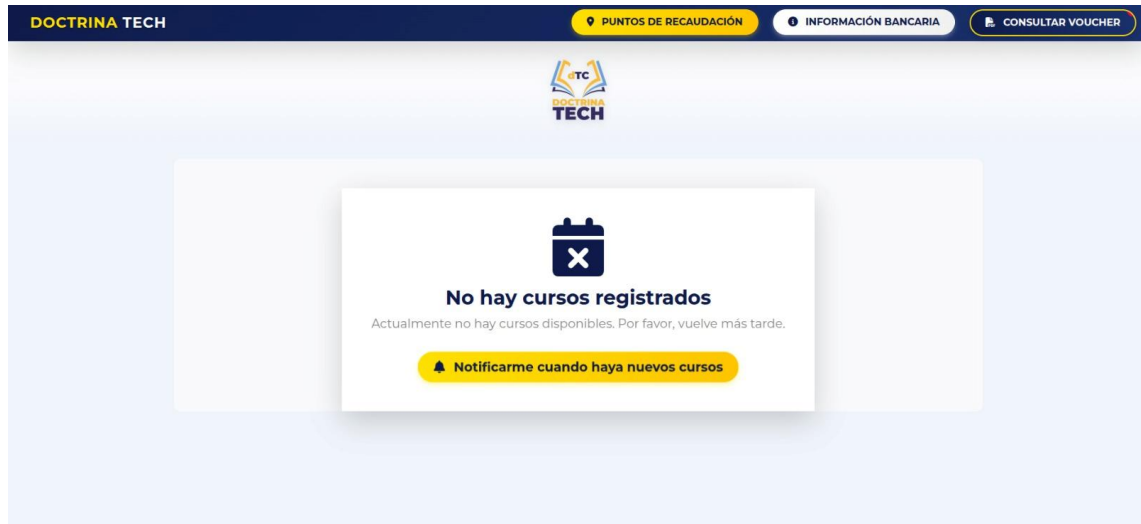 DOCTRINA TECH
PUNTOS DE RECAUDACIÓN
INFORMACIÓN BANCARIA
CONSULTAR VOUCHER
dTC
DOCTRINA
TECH
No hay cursos registrados
Actualmente no hay cursos disponibles. Por favor, vuelve más tarde.
Notificarme cuando haya nuevos cursos